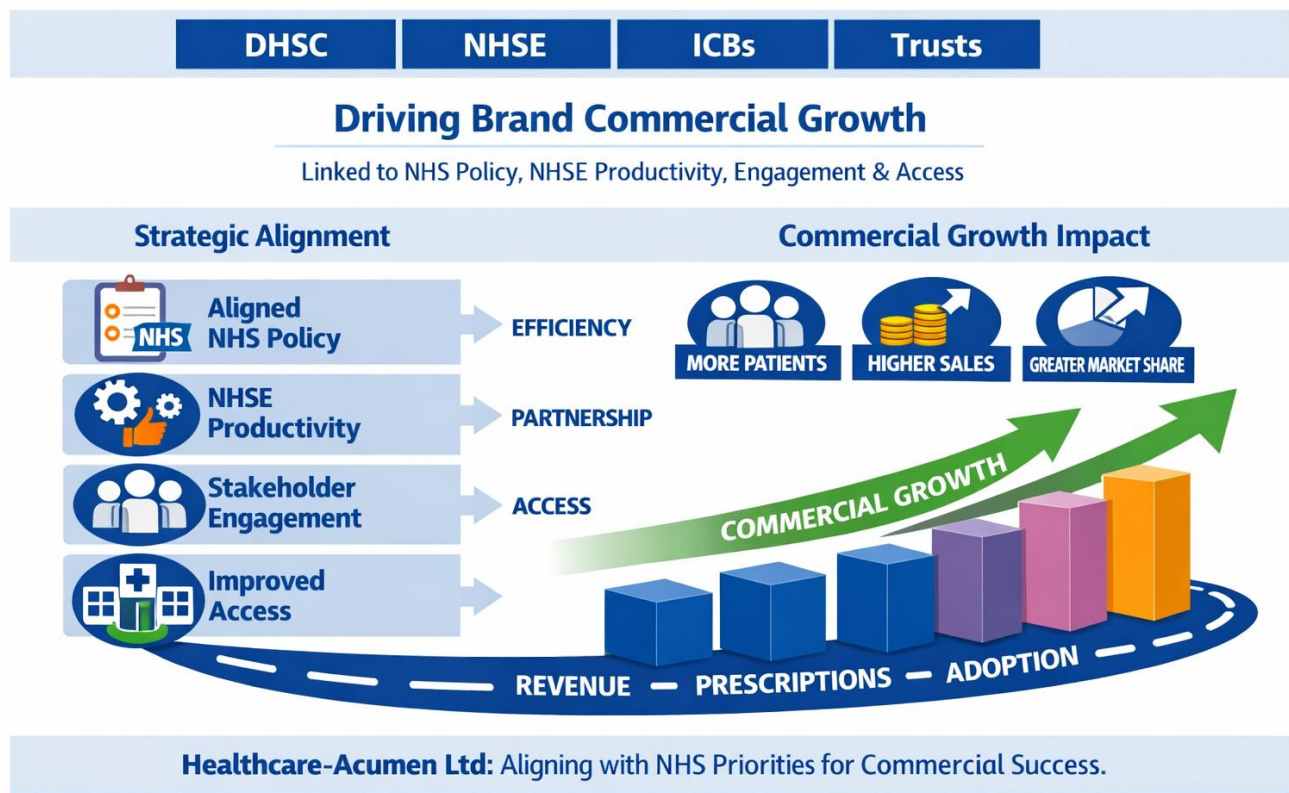 DHSC
NHSE
ICBs
Trusts
Driving Brand Commercial Growth
Linked to NHS Policy, NHSE Productivity, Engagement & Access
Strategic Alignment
NHS
Aligned
NHS Policy
EFFICIENCY
NHSE
Productivity
PARTNERSHIP
Stakeholder
Engagement
ACCESS
Improved
Access
Commercial Growth Impact
MORE PATIENTS
HIGHER SALES
GREATER MARKET SHARE
COMMERCIAL GROWTH
REVENUE — PRESCRIPTIONS — ADOPTION
Healthcare-Acumen Ltd: Aligning with NHS Priorities for Commercial Success.